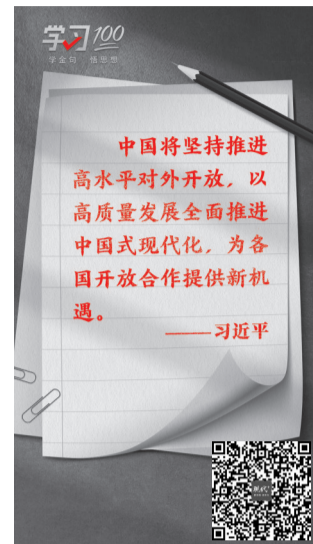 学习100
学金句 悟思想
中国将坚持推进
高水平对外开放，以
高质量发展全面推进
中国式现代化，为各
国开放合作提供新机
遇。
——习近平